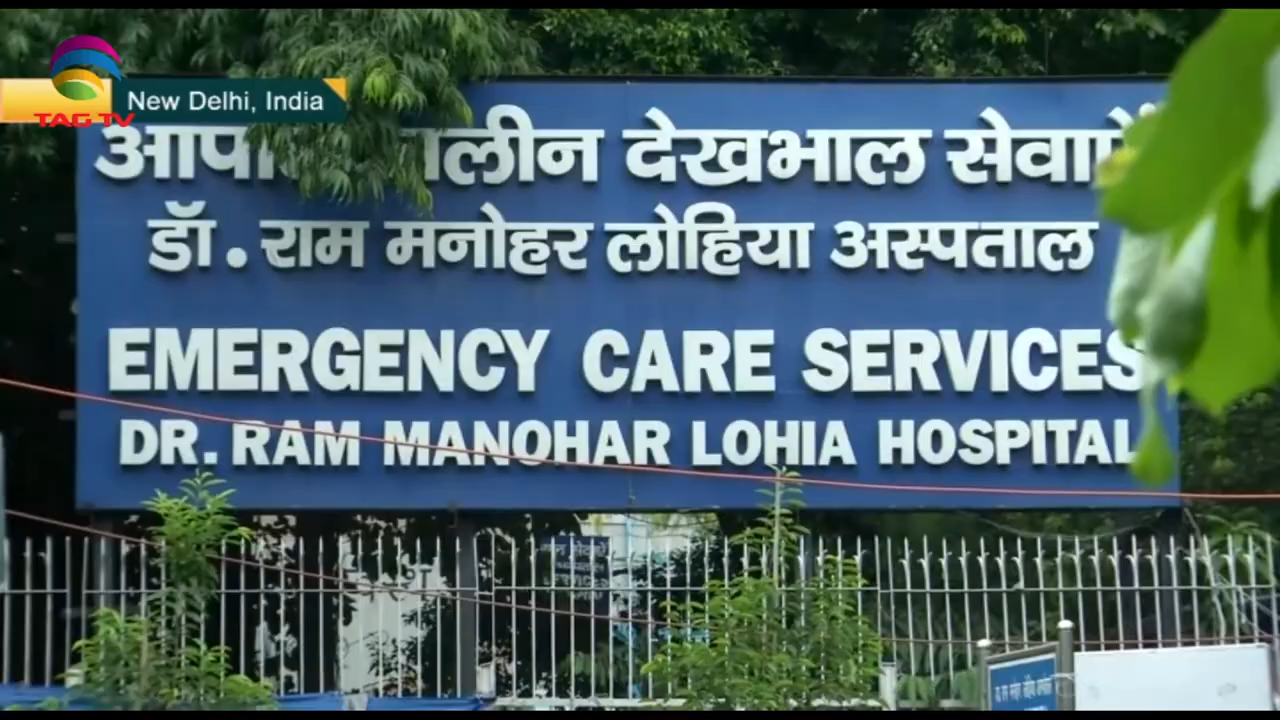 New Delhi, India
TAG TV
देखभाल
डॉ. राम मनोहर लोहिया अस्पताल
EMERGENCY CARE SERVICES
DR. RAM MANOHAR LOHIA HOSPITAL